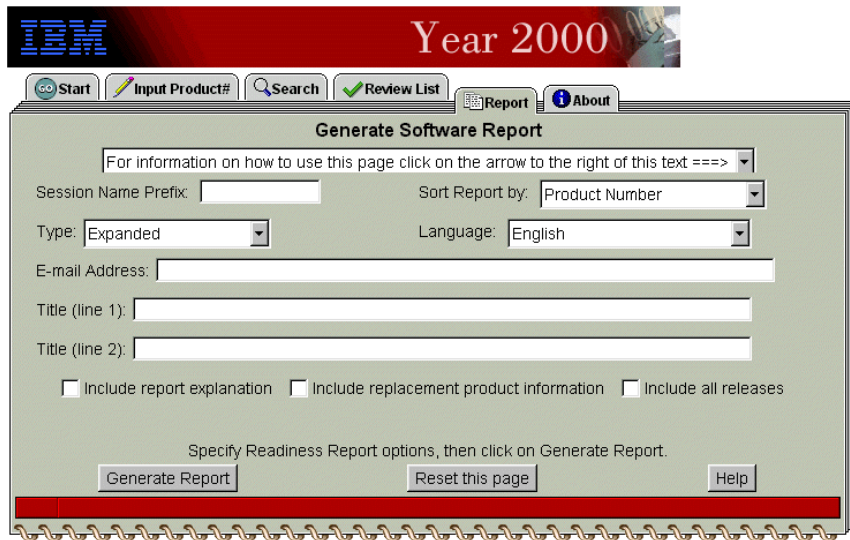 IBM Year 2000
GO Start Input Product# Search Review List Report i About
Generate Software Report
For information on how to use this page click on the arrow to the right of this text ===>
Session Name Prefix: Sort Report by: Product Number
Type: Expanded Language: English
E-mail Address:
Title (line 1):
Title (line 2):
Include report explanation Include replacement product information Include all releases
Specify Readiness Report options, then click on Generate Report.
Generate Report Reset this page Help